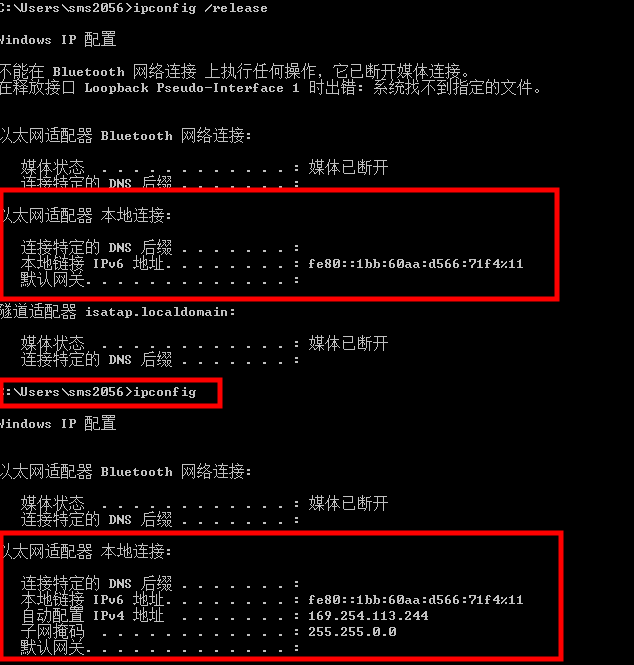 C:\Users\sms2056>ipconfig /release
Windows IP 配置
不能在 Bluetooth 网络连接 上执行任何操作，它已断开媒体连接。
在释放接口 Loopback Pseudo-Interface 1 时出错: 系统找不到指定的文件。
以太网适配器 Bluetooth 网络连接:
媒体状态 . . . . . . . . . . . . : 媒体已断开
连接特定的 DNS 后缀 . . . . . . . :
以太网适配器 本地连接:
连接特定的 DNS 后缀 . . . . . . . :
本地链接 IPv6 地址. . . . . . . . : fe80::1bb:60aa:d566:71f4%11
默认网关. . . . . . . . . . . . . :
隧道适配器 isatap.localdomain:
媒体状态 . . . . . . . . . . . . : 媒体已断开
连接特定的 DNS 后缀 . . . . . . . :
C:\Users\sms2056>ipconfig
Windows IP 配置
以太网适配器 Bluetooth 网络连接:
媒体状态 . . . . . . . . . . . . : 媒体已断开
连接特定的 DNS 后缀 . . . . . . . :
以太网适配器 本地连接:
连接特定的 DNS 后缀 . . . . . . . :
本地链接 IPv6 地址. . . . . . . . : fe80::1bb:60aa:d566:71f4%11
自动配置 IPv4 地址 . . . . . . . : 169.254.113.244
子网掩码 . . . . . . . . . . . . : 255.255.0.0
默认网关. . . . . . . . . . . . . :